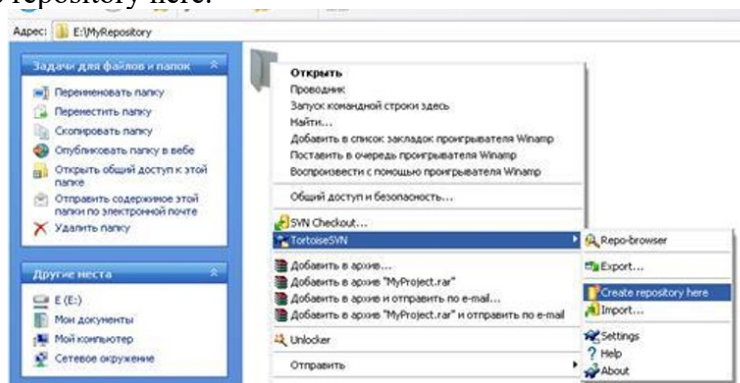 repository here.
Адрес: E:\MyRepository
Задачи для файлов и папок
Переименовать папку
Переместить папку
Скопировать папку
Опубликовать папку в вебе
Открыть общий доступ к этой
папке
Отправить содержимое этой
папки по электронной почте
Удалить папку
Другие места
E (E:)
Мои документы
Мой компьютер
Сетевое окружение
Открыть
Проводник
Запуск командной строки здесь
Найти...
Добавить в список закладок проигрывателя Winamp
Поставить в очередь проигрывателя Winamp
Воспроизвести с помощью проигрывателя Winamp
Общий доступ и безопасность...
SVN Checkout...
TortoiseSVN
Добавить в архив...
Добавить в архив "MyProject.rar"
Добавить в архив и отправить по e-mail...
Добавить в архив "MyProject.rar" и отправить по e-mail
Unlocker
Отправить
Repo-browser
Export...
Create repository here
Import...
Settings
Help
About